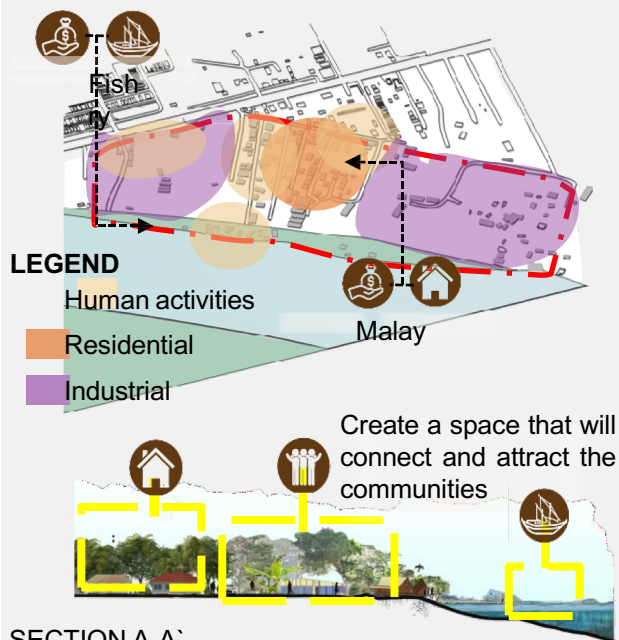 Fish
ry
LEGEND
Human activities
Residential
Industrial
Malay
Create a space that will
connect and attract the
communities
SECTION A-A`